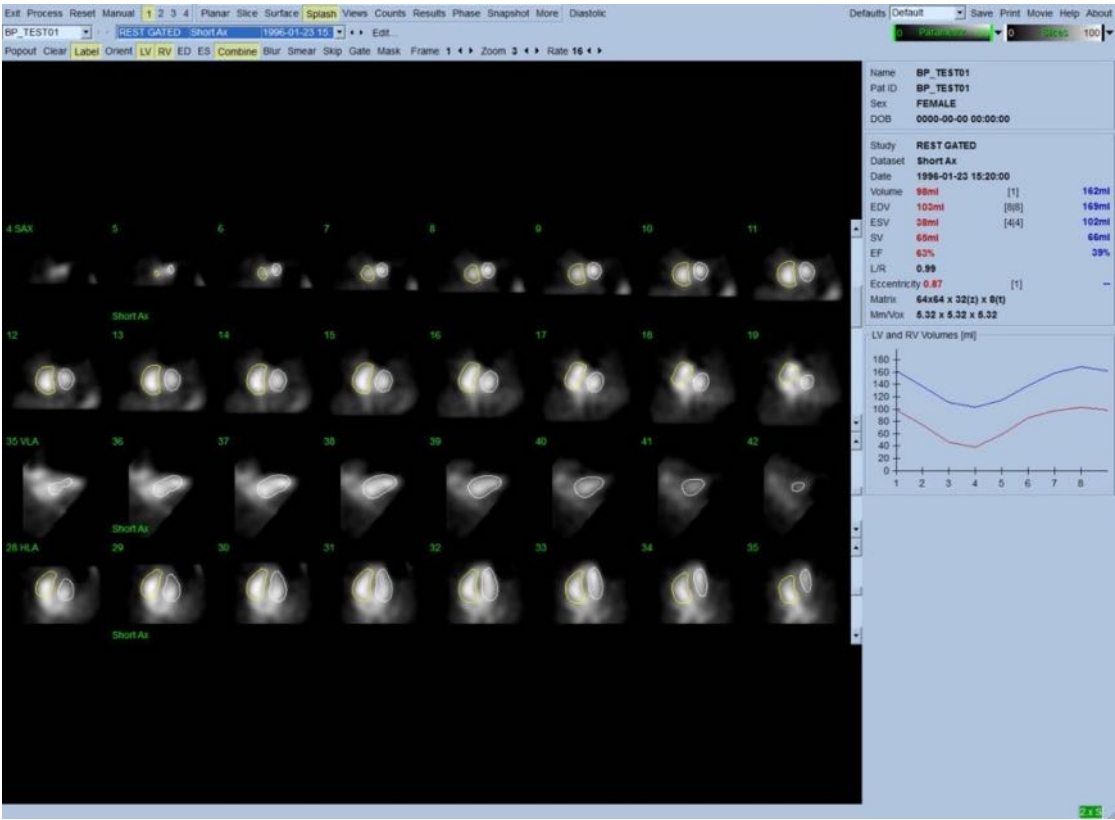 Exit Process Reset Manual 1 2 3 4 Planar Slice Surface Splash Views Counts Results Phase Snapshot More Diastolic Defaults Default Save Print Movie Help About
BP_TEST01 REST GATED Short Ax 1996-01-23 15: Edit... 0 Parametric 0 Slices 100
Popout Clear Label Orient LV RV ED ES Combine Blur Smear Skip Gate Mask Frame 1 Zoom 3 Rate 16
Name BP_TEST01
Pat ID BP_TEST01
Sex FEMALE
DOB 0000-00-00 00:00:00
Study REST GATED
Dataset Short Ax
Date 1996-01-23 15:20:00
Volume 98ml [1] 162ml
EDV 103ml [8|8] 169ml
ESV 38ml [4|4] 102ml
SV 65ml 66ml
EF 63% 39%
L/R 0.99
Eccentricity 0.87 [1] --
Matrix 64x64 x 32(z) x 8(t)
Mm/Vox 5.32 x 5.32 x 5.32
LV and RV Volumes [ml]
180
160
140
120
100
80
60
40
20
0
1 2 3 4 5 6 7 8
4 SAX 5 6 7 8 9 10 11
Short Ax
12 13 14 15 16 17 18 19
35 VLA 36 37 38 39 40 41 42
Short Ax
28 HLA 29 30 31 32 33 34 35
Short Ax
2 x S